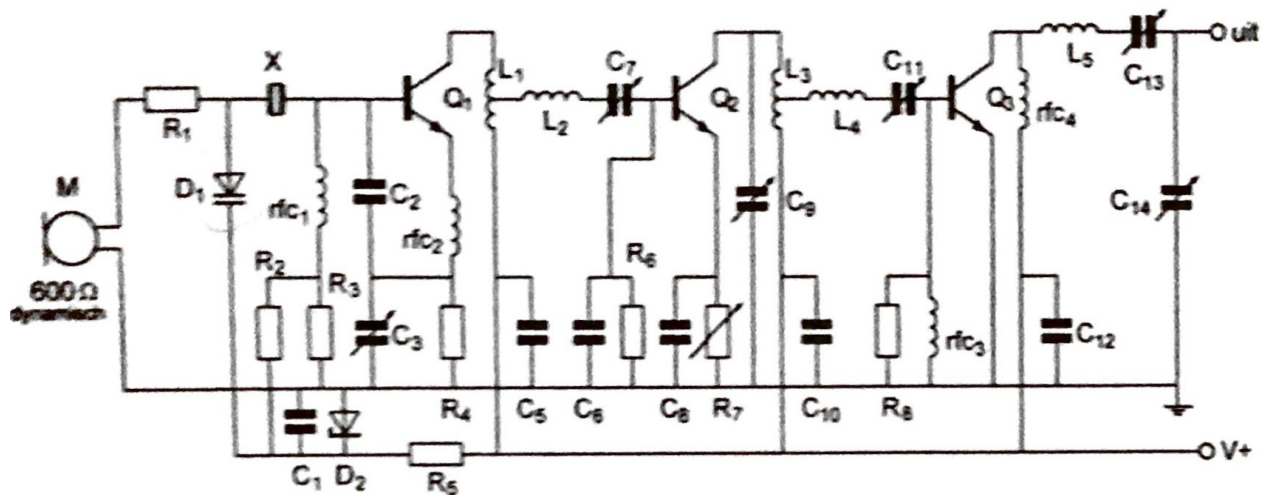 X
R1
D1
M
600Ω
dynamisch
rfc1
R2
R3
C2
C3
Q1
rfc2
R4
L1
L2
C7
C5
C6
R6
Q2
C8
R7
C9
L3
L4
C11
C10
R8
rfc3
Q3
rfc4
L5
C13
uit
C14
C12
C1
D2
R5
V+